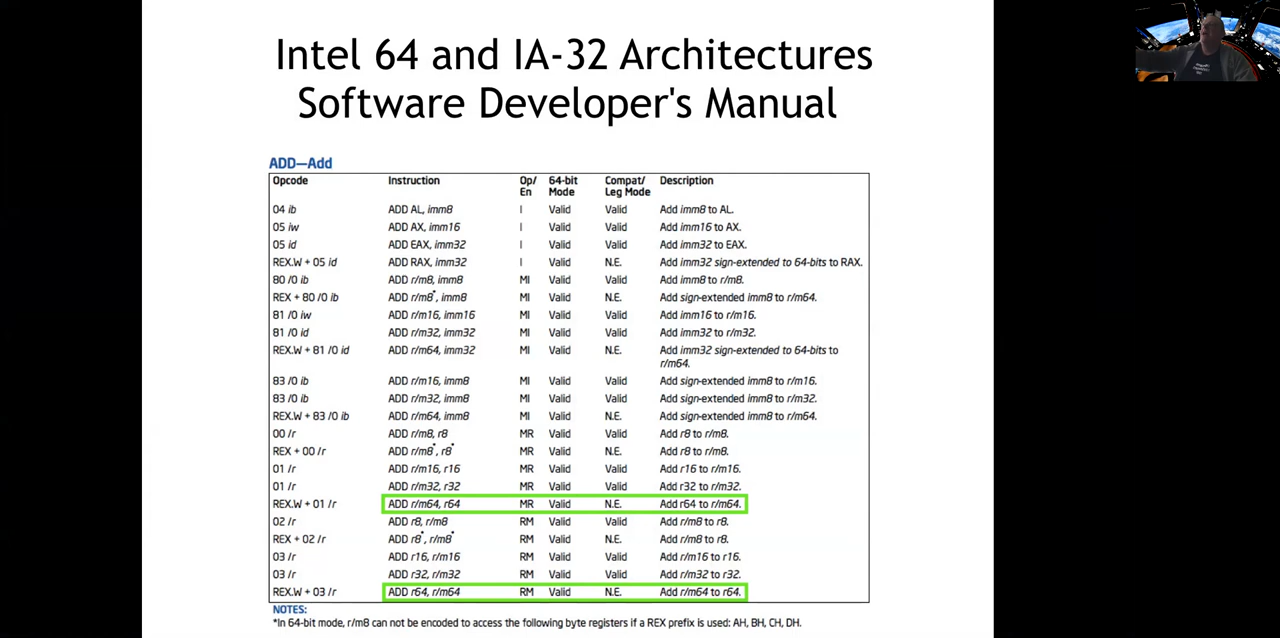 Intel 64 and IA-32 Architectures
Software Developer's Manual
ADD—Add
Opcode Instruction Op/ En 64-bit Mode Compat/ Leg Mode Description
04 ib ADD AL, imm8 I Valid Valid Add imm8 to AL.
05 iw ADD AX, imm16 I Valid Valid Add imm16 to AX.
05 id ADD EAX, imm32 I Valid Valid Add imm32 to EAX.
REX.W + 05 id ADD RAX, imm32 I Valid N.E. Add imm32 sign-extended to 64-bits to RAX.
80 /0 ib ADD r/m8, imm8 MI Valid Valid Add imm8 to r/m8.
REX + 80 /0 ib ADD r/m8*, imm8 MI Valid N.E. Add sign-extended imm8 to r/m64.
81 /0 iw ADD r/m16, imm16 MI Valid Valid Add imm16 to r/m16.
81 /0 id ADD r/m32, imm32 MI Valid Valid Add imm32 to r/m32.
REX.W + 81 /0 id ADD r/m64, imm32 MI Valid N.E. Add imm32 sign-extended to 64-bits to
r/m64.
83 /0 ib ADD r/m16, imm8 MI Valid Valid Add sign-extended imm8 to r/m16.
83 /0 ib ADD r/m32, imm8 MI Valid Valid Add sign-extended imm8 to r/m32.
REX.W + 83 /0 ib ADD r/m64, imm8 MI Valid N.E. Add sign-extended imm8 to r/m64.
00 /r ADD r/m8, r8 MR Valid Valid Add r8 to r/m8.
REX + 00 /r ADD r/m8*, r8* MR Valid N.E. Add r8 to r/m8.
01 /r ADD r/m16, r16 MR Valid Valid Add r16 to r/m16.
01 /r ADD r/m32, r32 MR Valid Valid Add r32 to r/m32.
REX.W + 01 /r ADD r/m64, r64 MR Valid N.E. Add r64 to r/m64.
02 /r ADD r8, r/m8 RM Valid Valid Add r/m8 to r8.
REX + 02 /r ADD r8*, r/m8* RM Valid N.E. Add r/m8 to r8.
03 /r ADD r16, r/m16 RM Valid Valid Add r/m16 to r16.
03 /r ADD r32, r/m32 RM Valid Valid Add r/m32 to r32.
REX.W + 03 /r ADD r64, r/m64 RM Valid N.E. Add r/m64 to r64.
NOTES:
*In 64-bit mode, r/m8 can not be encoded to access the following byte registers if a REX prefix is used: AH, BH, CH, DH.